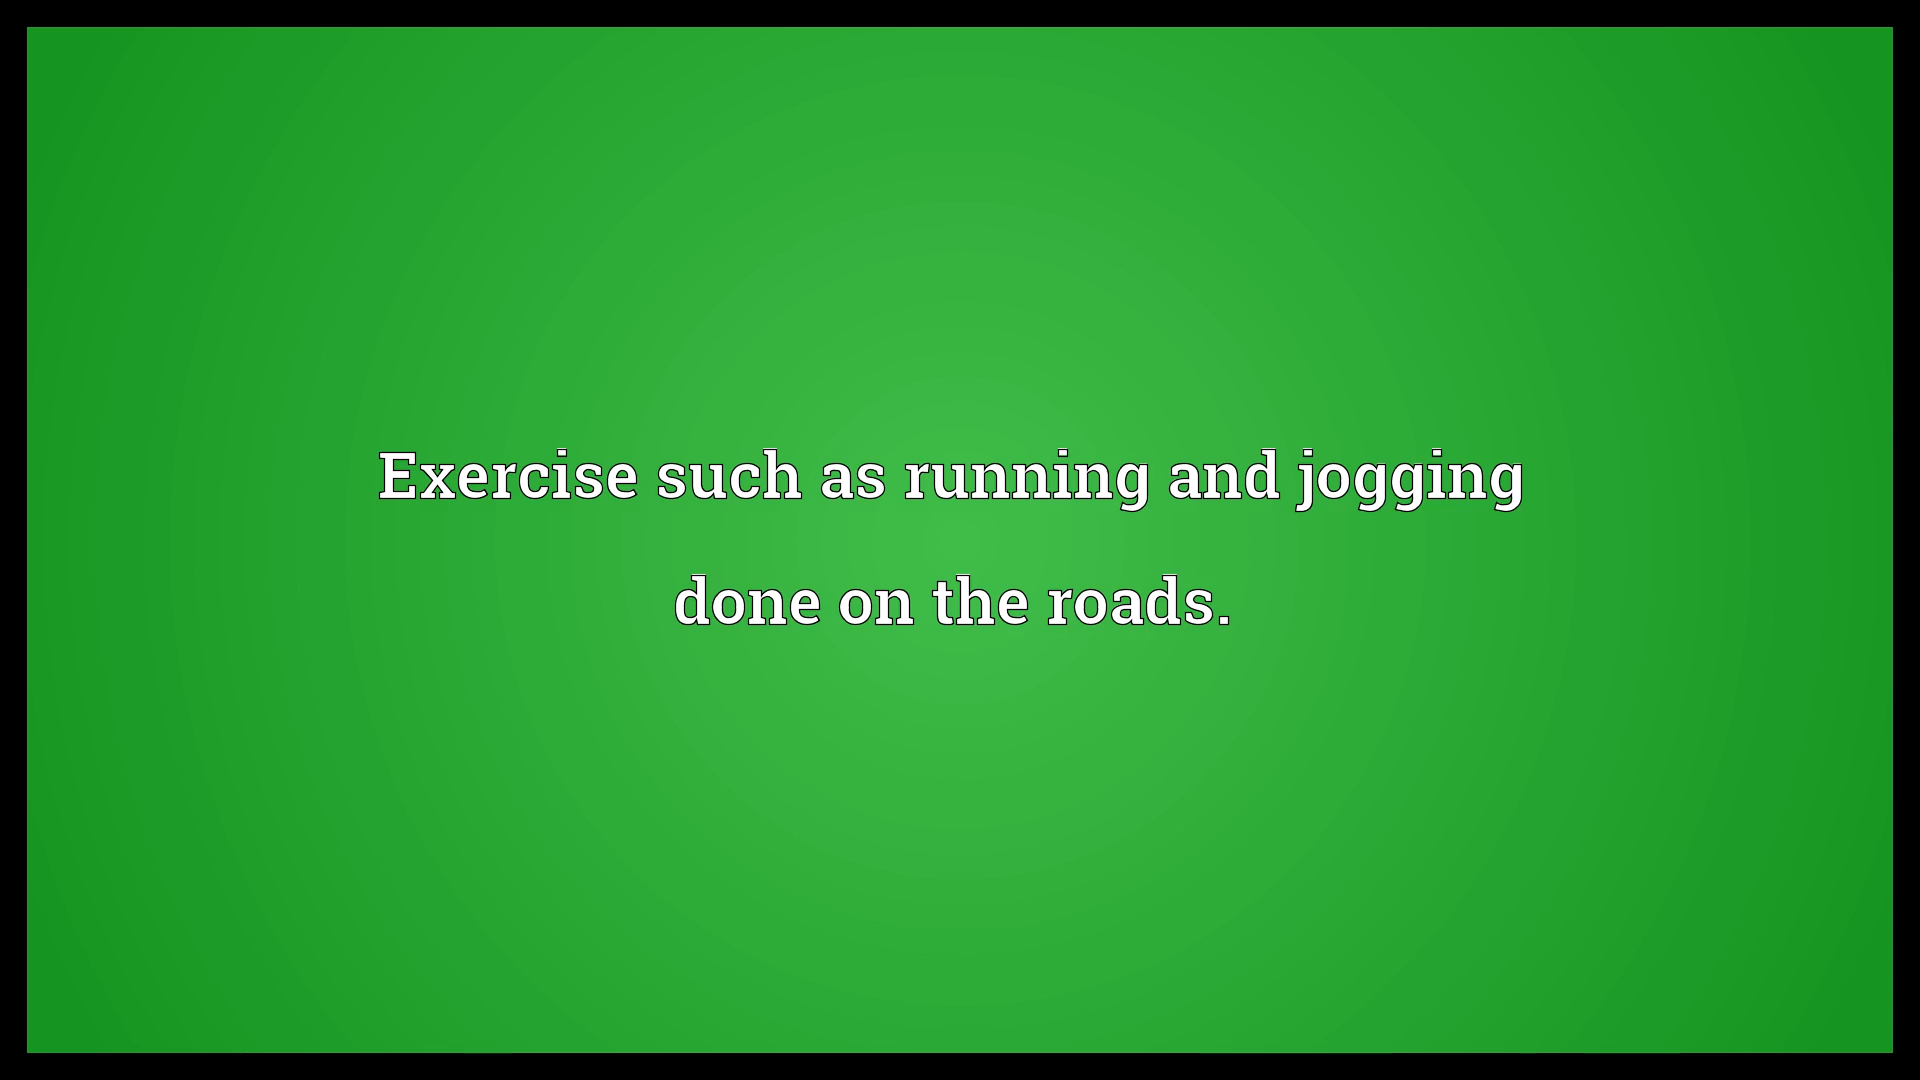 Exercise such as running and jogging
done on the roads.